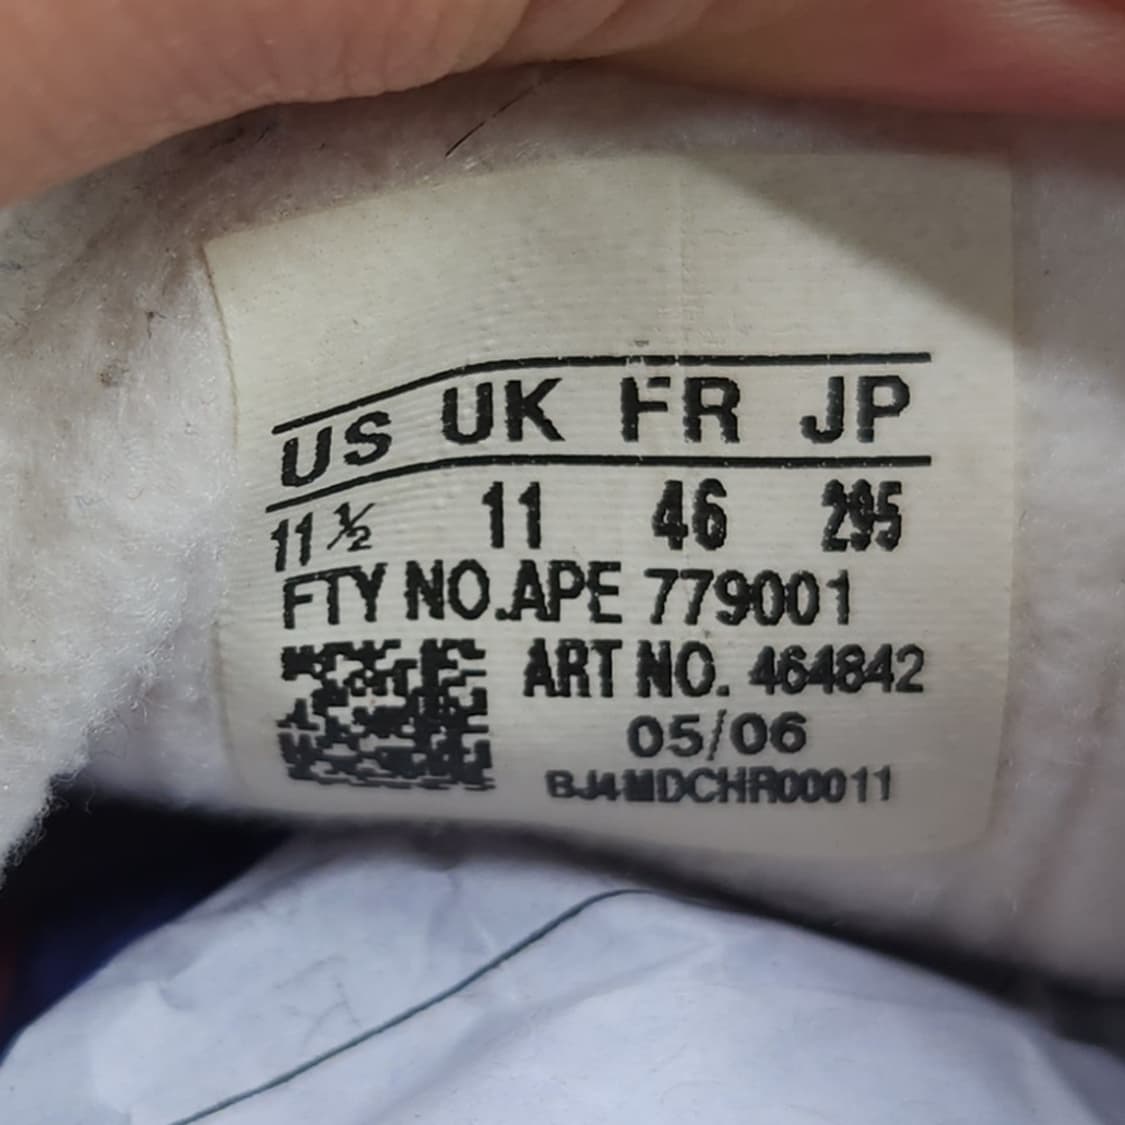 US UK FR JP
11 ½ 11 46 295
FTY NO.APE 779001
ART NO. 464842
05/06
BJ4MDCHR00011